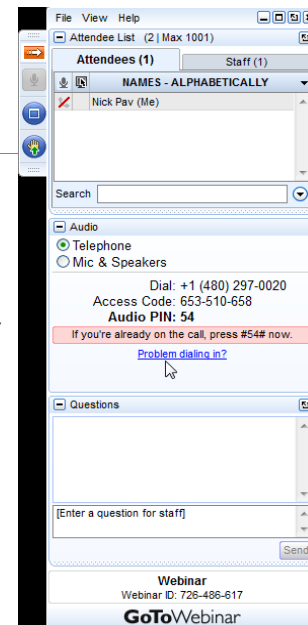 File View Help
Attendee List (2 | Max 1001)
Attendees (1) Staff (1)
NAMES - ALPHABETICALLY
Nick Pav (Me)
Search
Audio
Telephone
Mic & Speakers
Dial: +1 (480) 297-0020
Access Code: 653-510-658
Audio PIN: 54
If you're already on the call, press #54# now.
Problem dialing in?
Questions
[Enter a question for staff]
Send
Webinar
Webinar ID: 726-486-617
GoToWebinar